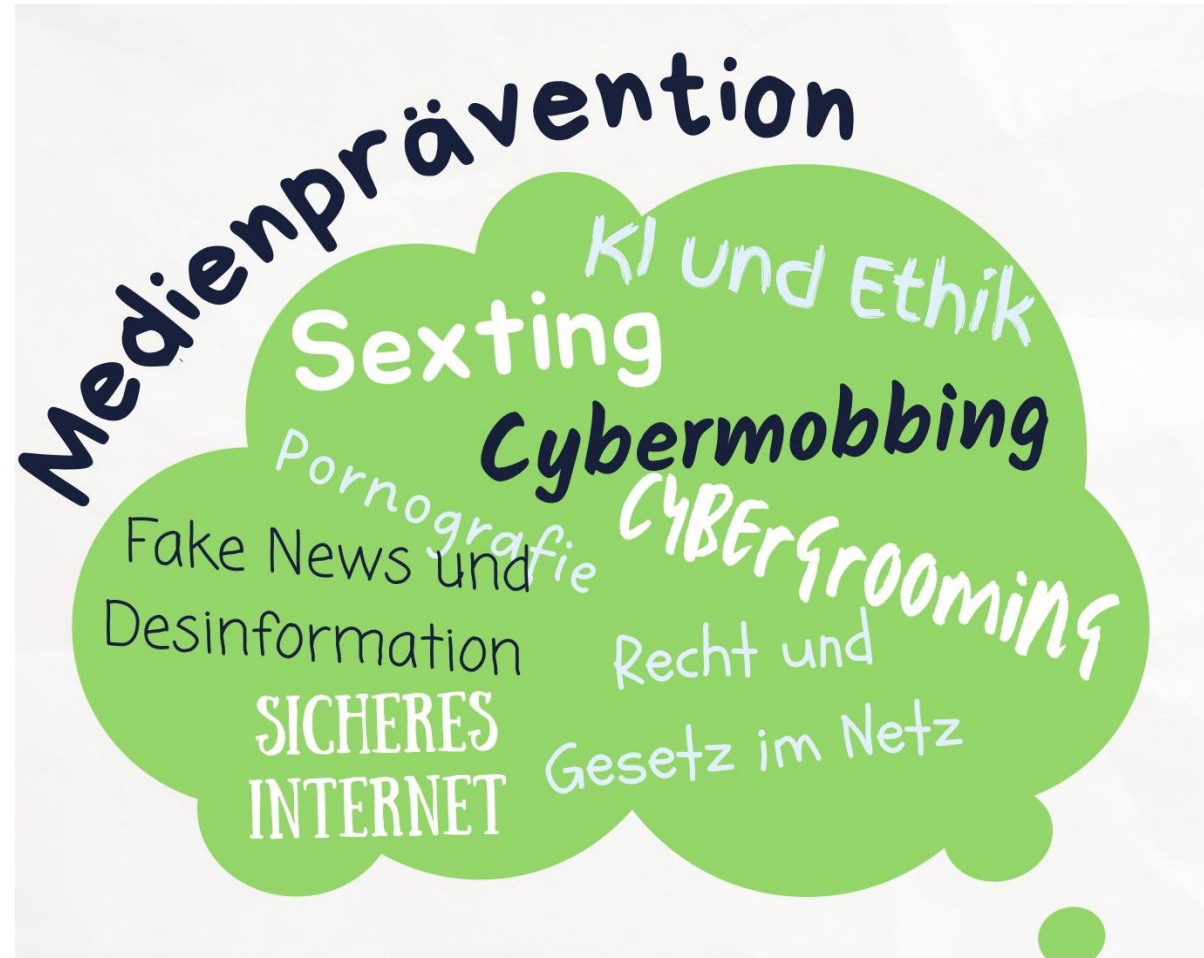 Medienprävention
KI und Ethik
Sexting
Cybermobbing
Pornografie
CYBErGrOOmiNG
Fake News und
Desinformation
Recht und
Gesetz im Netz
SICHERES
INTERNET